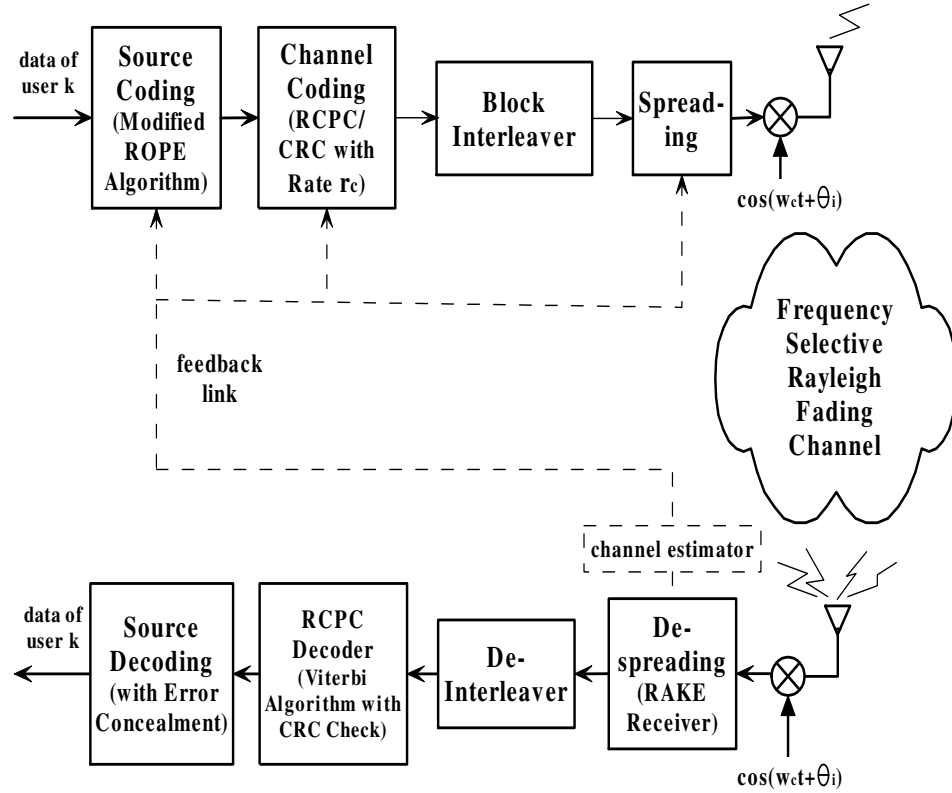 data of
user k
Source
Coding
(Modified
ROPE
Algorithm)
Channel
Coding
(RCPC/
CRC with
Rate rc)
Block
Interleaver
Spread-
ing
cos(wct+θi)
Frequency
Selective
Rayleigh
Fading
Channel
feedback
link
channel estimator
data of
user k
Source
Decoding
(with Error
Concealment)
RCPC
Decoder
(Viterbi
Algorithm with
CRC Check)
De-
Interleaver
De-
spreading
(RAKE
Receiver)
cos(wct+θi)